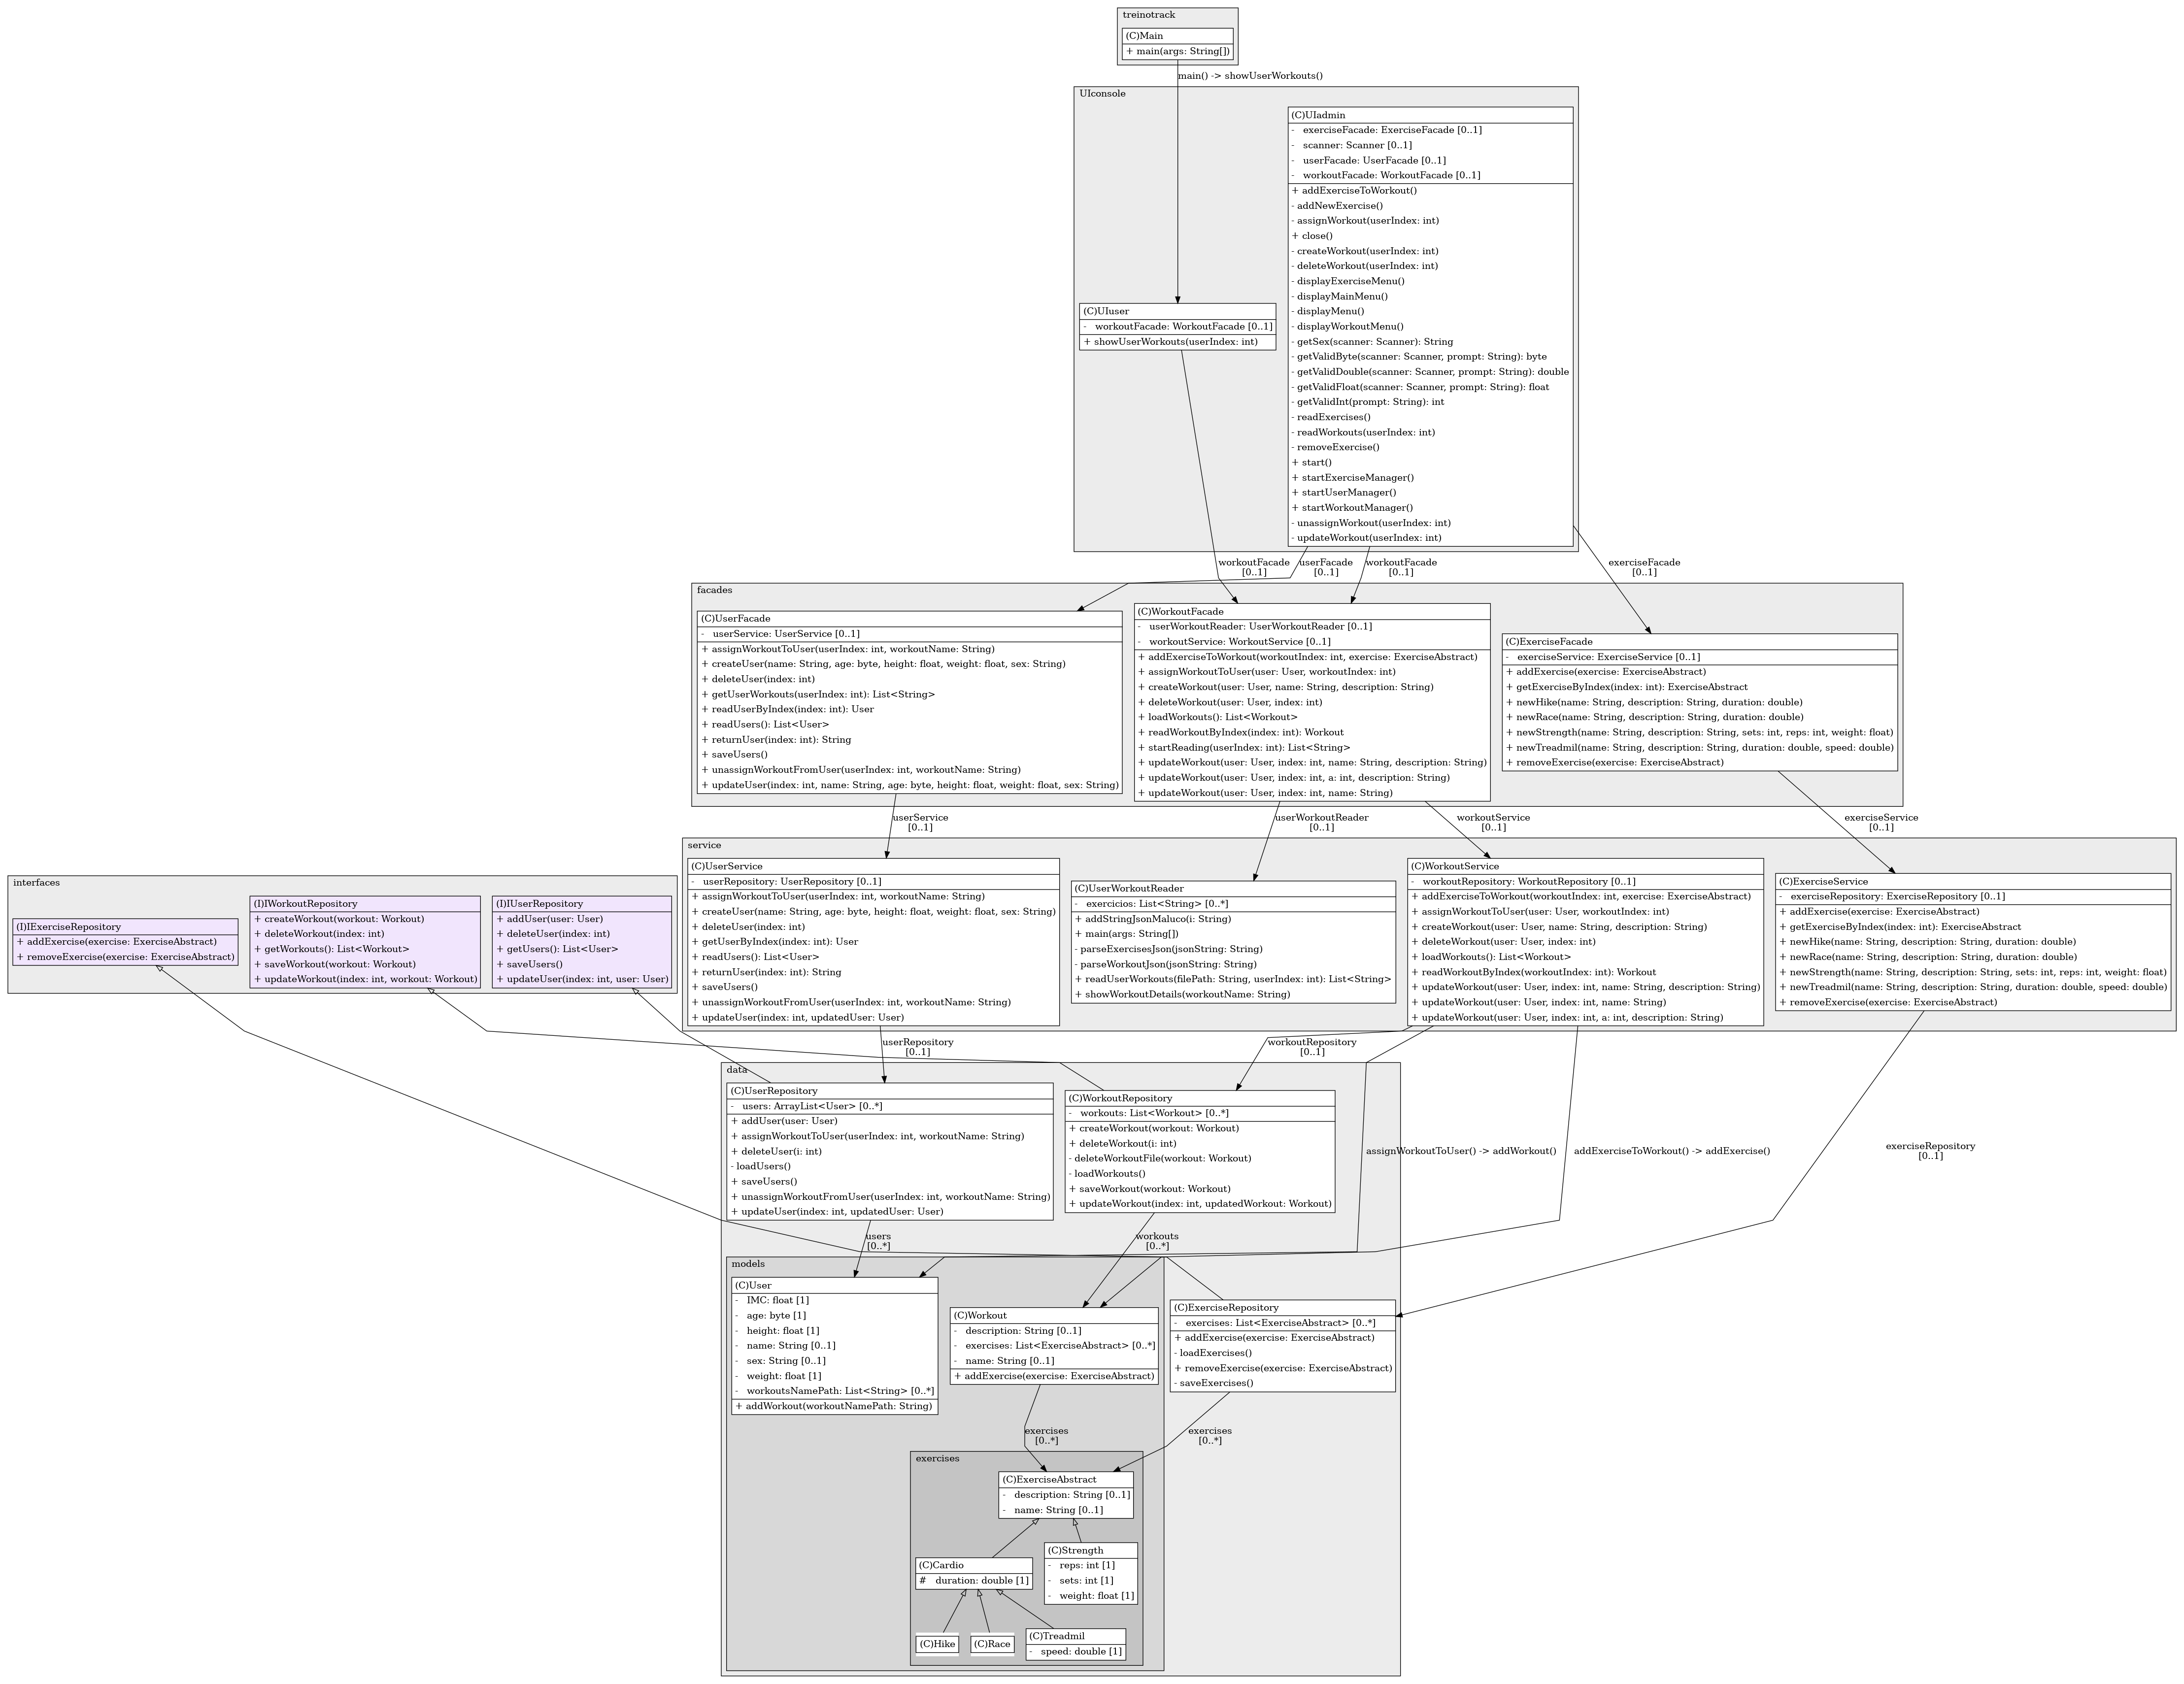 treinotrack
(C)Main
+ main(args: String[])
main() -> showUserWorkouts()
UIconsole
(C)UIadmin
-   exerciseFacade: ExerciseFacade [0..1]
-   scanner: Scanner [0..1]
-   userFacade: UserFacade [0..1]
-   workoutFacade: WorkoutFacade [0..1]
+ addExerciseToWorkout()
- addNewExercise()
- assignWorkout(userIndex: int)
+ close()
- createWorkout(userIndex: int)
- deleteWorkout(userIndex: int)
- displayExerciseMenu()
- displayMainMenu()
- displayMenu()
- displayWorkoutMenu()
- getSex(scanner: Scanner): String
- getValidByte(scanner: Scanner, prompt: String): byte
- getValidDouble(scanner: Scanner, prompt: String): double
- getValidFloat(scanner: Scanner, prompt: String): float
- getValidInt(prompt: String): int
- readExercises()
- readWorkouts(userIndex: int)
- removeExercise()
+ start()
+ startExerciseManager()
+ startUserManager()
+ startWorkoutManager()
- unassignWorkout(userIndex: int)
- updateWorkout(userIndex: int)
(C)UIuser
-   workoutFacade: WorkoutFacade [0..1]
+ showUserWorkouts(userIndex: int)
workoutFacade
[0..1]
userFacade
[0..1]
workoutFacade
[0..1]
exerciseFacade
[0..1]
facades
(C)UserFacade
-   userService: UserService [0..1]
+ assignWorkoutToUser(userIndex: int, workoutName: String)
+ createUser(name: String, age: byte, height: float, weight: float, sex: String)
+ deleteUser(index: int)
+ getUserWorkouts(userIndex: int): List<String>
+ readUserByIndex(index: int): User
+ readUsers(): List<User>
+ returnUser(index: int): String
+ saveUsers()
+ unassignWorkoutFromUser(userIndex: int, workoutName: String)
+ updateUser(index: int, name: String, age: byte, height: float, weight: float, sex: String)
(C)WorkoutFacade
-   userWorkoutReader: UserWorkoutReader [0..1]
-   workoutService: WorkoutService [0..1]
+ addExerciseToWorkout(workoutIndex: int, exercise: ExerciseAbstract)
+ assignWorkoutToUser(user: User, workoutIndex: int)
+ createWorkout(user: User, name: String, description: String)
+ deleteWorkout(user: User, index: int)
+ loadWorkouts(): List<Workout>
+ readWorkoutByIndex(index: int): Workout
+ startReading(userIndex: int): List<String>
+ updateWorkout(user: User, index: int, name: String, description: String)
+ updateWorkout(user: User, index: int, a: int, description: String)
+ updateWorkout(user: User, index: int, name: String)
(C)ExerciseFacade
-   exerciseService: ExerciseService [0..1]
+ addExercise(exercise: ExerciseAbstract)
+ getExerciseByIndex(index: int): ExerciseAbstract
+ newHike(name: String, description: String, duration: double)
+ newRace(name: String, description: String, duration: double)
+ newStrength(name: String, description: String, sets: int, reps: int, weight: float)
+ newTreadmil(name: String, description: String, duration: double, speed: double)
+ removeExercise(exercise: ExerciseAbstract)
userService
[0..1]
userWorkoutReader
[0..1]
workoutService
[0..1]
exerciseService
[0..1]
interfaces
(I)IExerciseRepository
+ addExercise(exercise: ExerciseAbstract)
+ removeExercise(exercise: ExerciseAbstract)
(I)IWorkoutRepository
+ createWorkout(workout: Workout)
+ deleteWorkout(index: int)
+ getWorkouts(): List<Workout>
+ saveWorkout(workout: Workout)
+ updateWorkout(index: int, workout: Workout)
(I)IUserRepository
+ addUser(user: User)
+ deleteUser(index: int)
+ getUsers(): List<User>
+ saveUsers()
+ updateUser(index: int, user: User)
service
(C)UserService
-   userRepository: UserRepository [0..1]
+ assignWorkoutToUser(userIndex: int, workoutName: String)
+ createUser(name: String, age: byte, height: float, weight: float, sex: String)
+ deleteUser(index: int)
+ getUserByIndex(index: int): User
+ readUsers(): List<User>
+ returnUser(index: int): String
+ saveUsers()
+ unassignWorkoutFromUser(userIndex: int, workoutName: String)
+ updateUser(index: int, updatedUser: User)
(C)UserWorkoutReader
-   exercicios: List<String> [0..*]
+ addStringJsonMaluco(i: String)
+ main(args: String[])
- parseExercisesJson(jsonString: String)
- parseWorkoutJson(jsonString: String)
+ readUserWorkouts(filePath: String, userIndex: int): List<String>
+ showWorkoutDetails(workoutName: String)
(C)WorkoutService
-   workoutRepository: WorkoutRepository [0..1]
+ addExerciseToWorkout(workoutIndex: int, exercise: ExerciseAbstract)
+ assignWorkoutToUser(user: User, workoutIndex: int)
+ createWorkout(user: User, name: String, description: String)
+ deleteWorkout(user: User, index: int)
+ loadWorkouts(): List<Workout>
+ readWorkoutByIndex(workoutIndex: int): Workout
+ updateWorkout(user: User, index: int, name: String, description: String)
+ updateWorkout(user: User, index: int, name: String)
+ updateWorkout(user: User, index: int, a: int, description: String)
(C)ExerciseService
-   exerciseRepository: ExerciseRepository [0..1]
+ addExercise(exercise: ExerciseAbstract)
+ getExerciseByIndex(index: int): ExerciseAbstract
+ newHike(name: String, description: String, duration: double)
+ newRace(name: String, description: String, duration: double)
+ newStrength(name: String, description: String, sets: int, reps: int, weight: float)
+ newTreadmil(name: String, description: String, duration: double, speed: double)
+ removeExercise(exercise: ExerciseAbstract)
userRepository
[0..1]
workoutRepository
[0..1]
assignWorkoutToUser() -> addWorkout()
addExerciseToWorkout() -> addExercise()
exerciseRepository
[0..1]
data
(C)UserRepository
-   users: ArrayList<User> [0..*]
+ addUser(user: User)
+ assignWorkoutToUser(userIndex: int, workoutName: String)
+ deleteUser(i: int)
- loadUsers()
+ saveUsers()
+ unassignWorkoutFromUser(userIndex: int, workoutName: String)
+ updateUser(index: int, updatedUser: User)
(C)WorkoutRepository
-   workouts: List<Workout> [0..*]
+ createWorkout(workout: Workout)
+ deleteWorkout(i: int)
- deleteWorkoutFile(workout: Workout)
- loadWorkouts()
+ saveWorkout(workout: Workout)
+ updateWorkout(index: int, updatedWorkout: Workout)
users
[0..*]
workouts
[0..*]
models
(C)User
-   IMC: float [1]
-   age: byte [1]
-   height: float [1]
-   name: String [0..1]
-   sex: String [0..1]
-   weight: float [1]
-   workoutsNamePath: List<String> [0..*]
+ addWorkout(workoutNamePath: String)
(C)Workout
-   description: String [0..1]
-   exercises: List<ExerciseAbstract> [0..*]
-   name: String [0..1]
+ addExercise(exercise: ExerciseAbstract)
(C)ExerciseRepository
-   exercises: List<ExerciseAbstract> [0..*]
+ addExercise(exercise: ExerciseAbstract)
- loadExercises()
+ removeExercise(exercise: ExerciseAbstract)
- saveExercises()
exercises
[0..*]
exercises
[0..*]
exercises
(C)ExerciseAbstract
-   description: String [0..1]
-   name: String [0..1]
(C)Cardio
#   duration: double [1]
(C)Strength
-   reps: int [1]
-   sets: int [1]
-   weight: float [1]
(C)Hike
(C)Race
(C)Treadmil
-   speed: double [1]